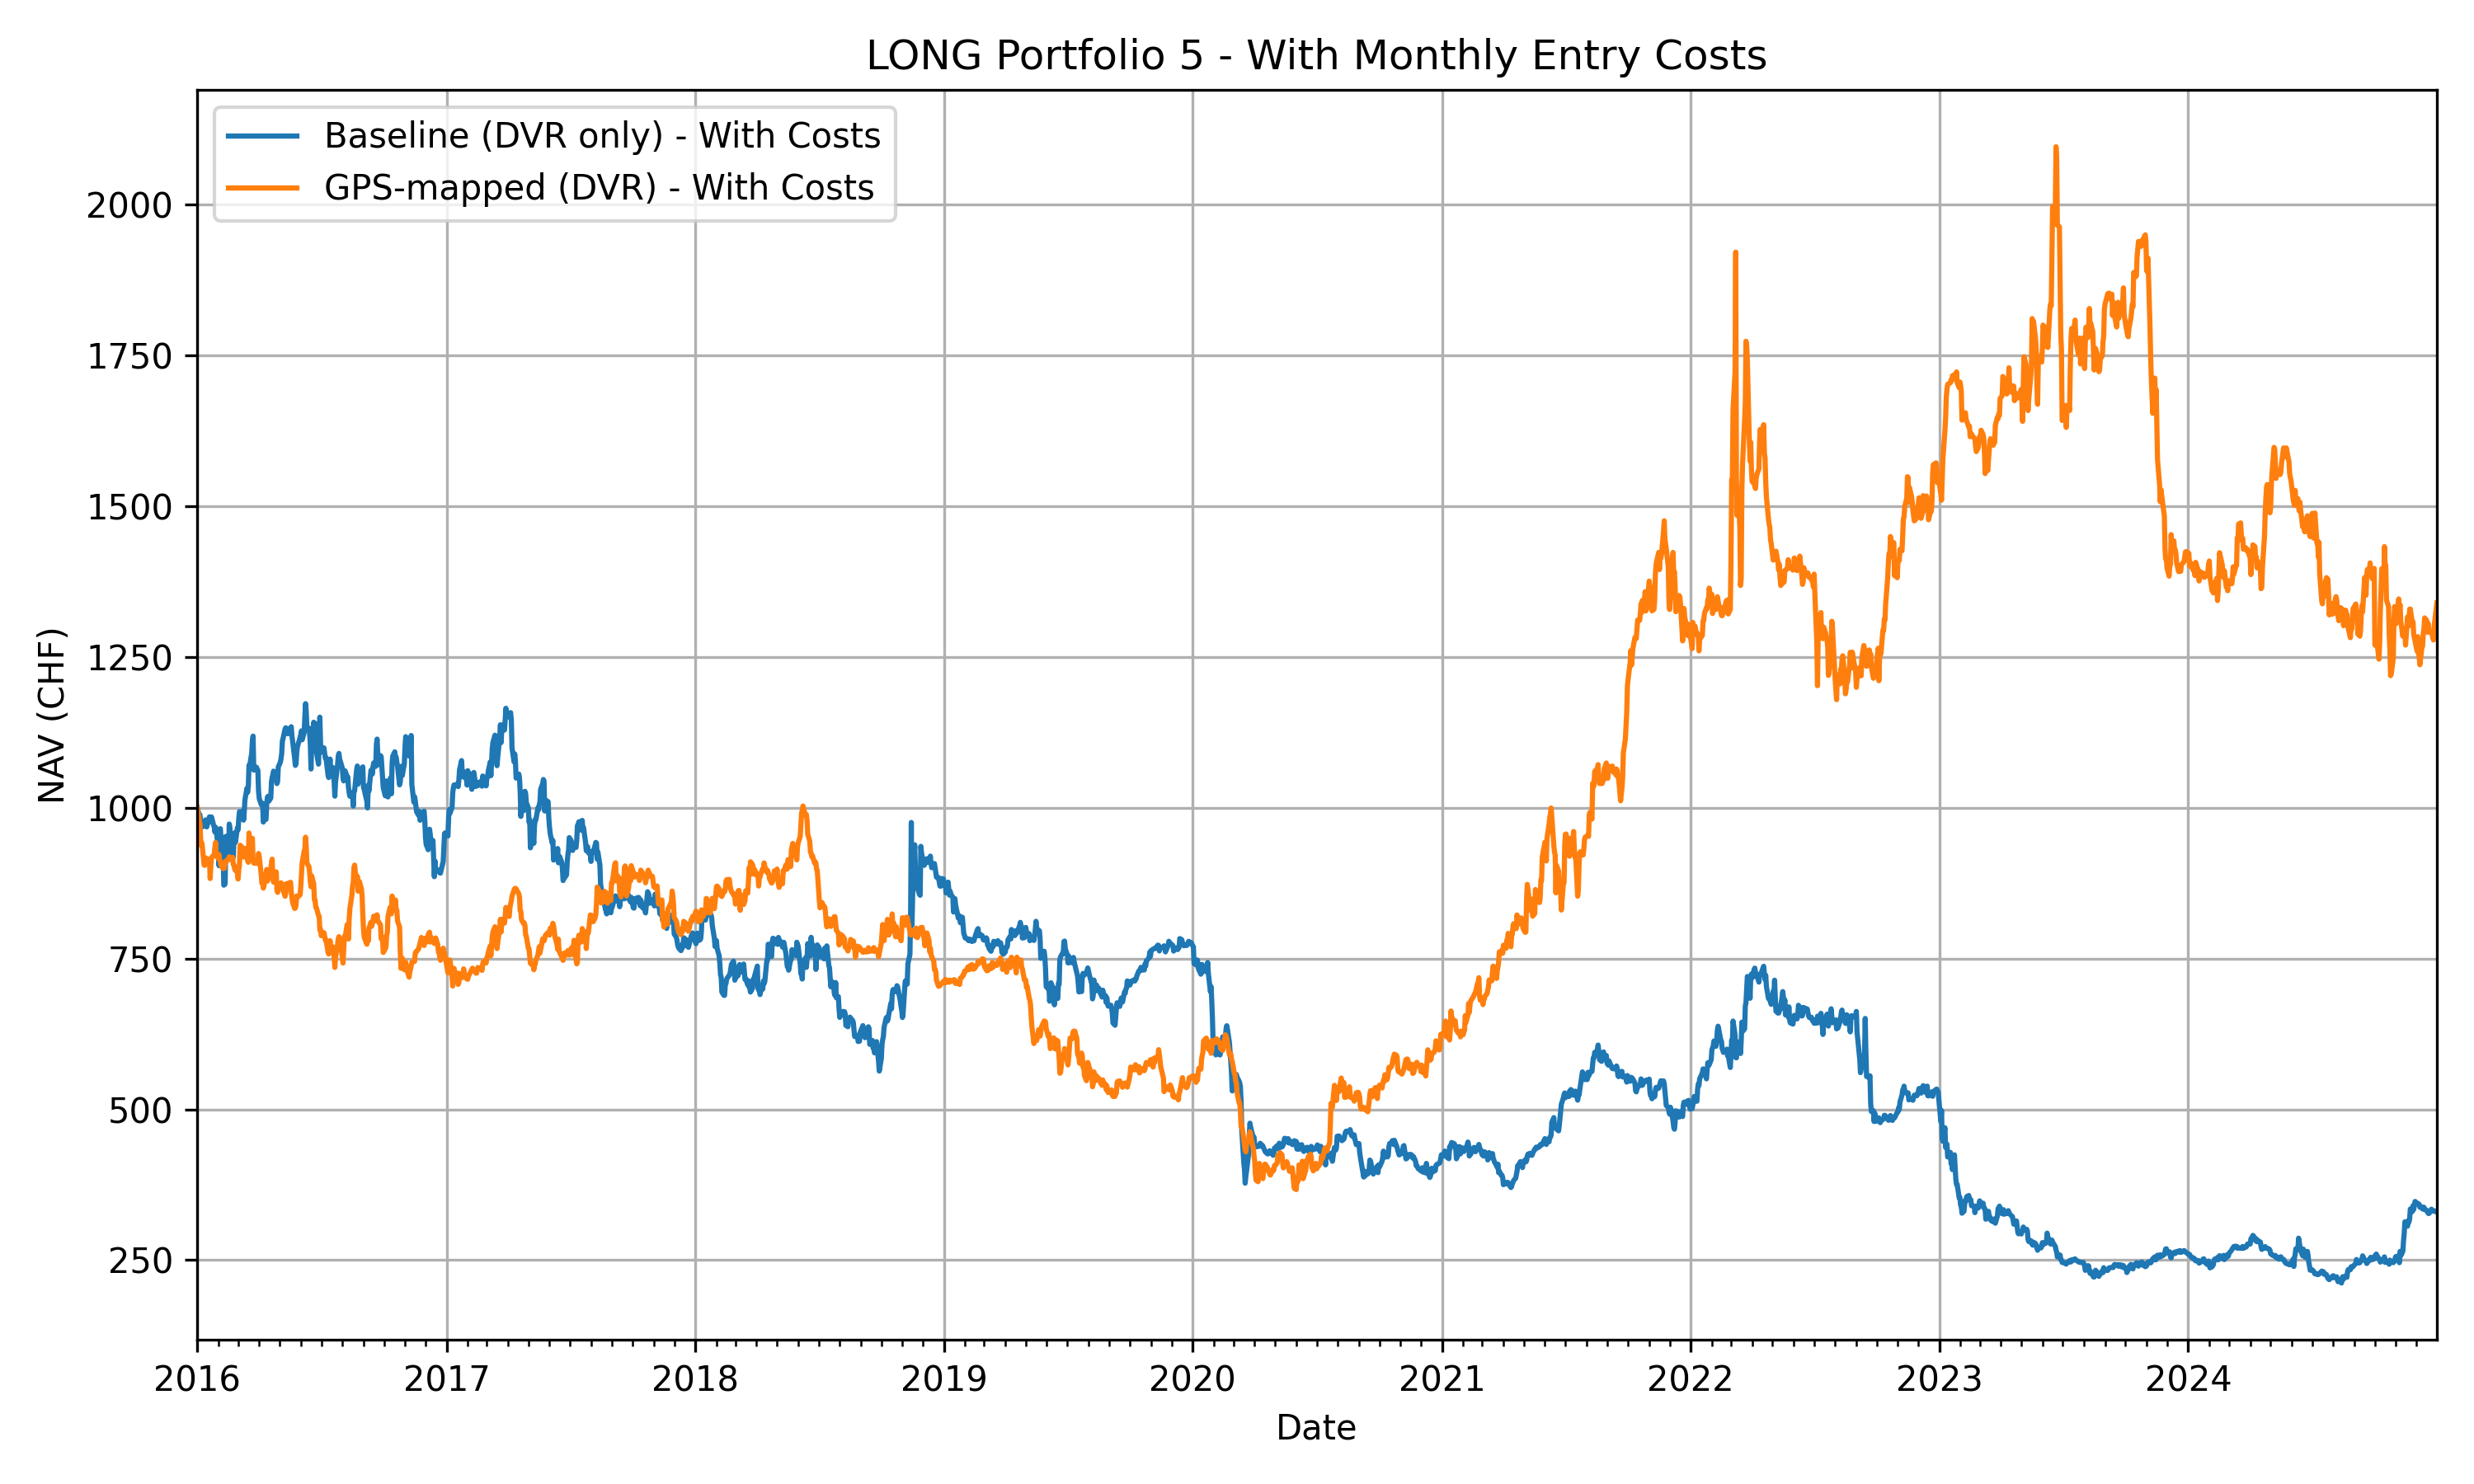 LONG Portfolio 5 - With Monthly Entry Costs
Baseline (DVR only) - With Costs
GPS-mapped (DVR) - With Costs
NAV (CHF)
2000
1750
1500
1250
1000
750
500
250
2016 2017 2018 2019 2020 2021 2022 2023 2024
Date